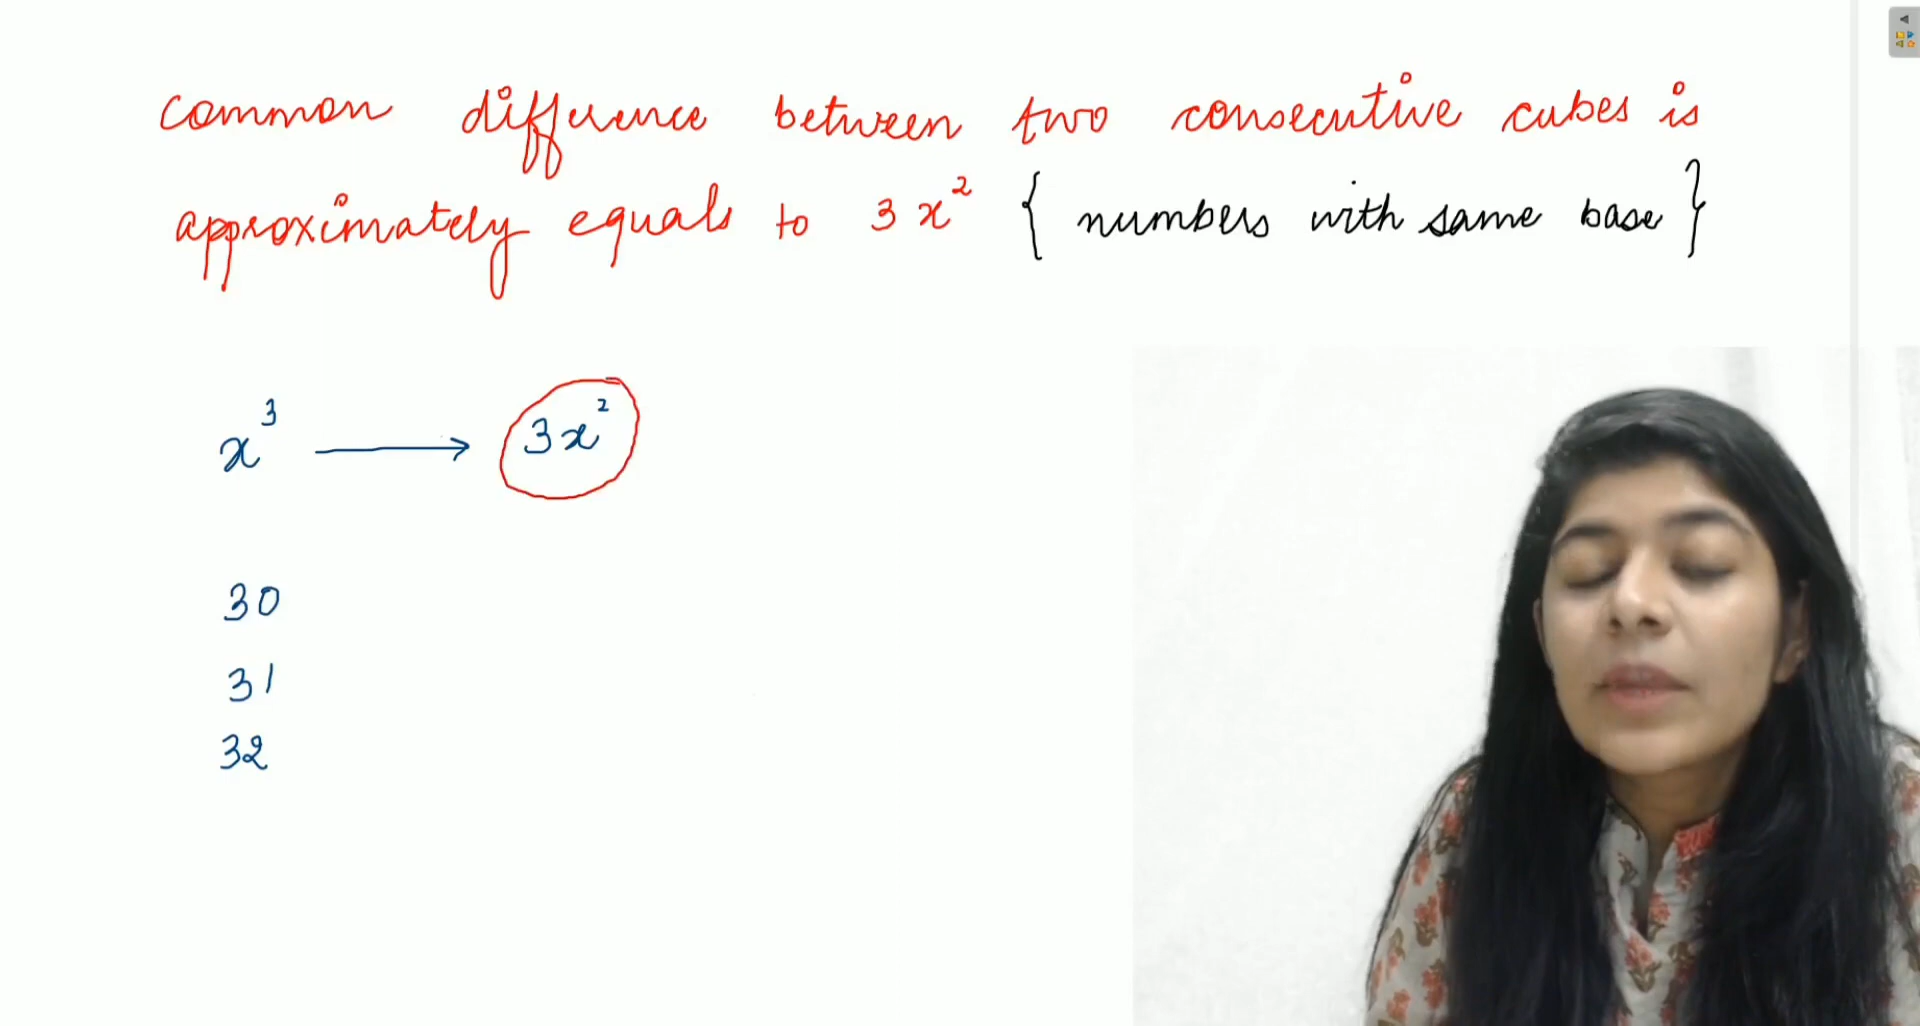 common difference between two consecutive cubes is
approximately equals to 3x² { numbers with same base }
x³ → 3x²
30
31
32